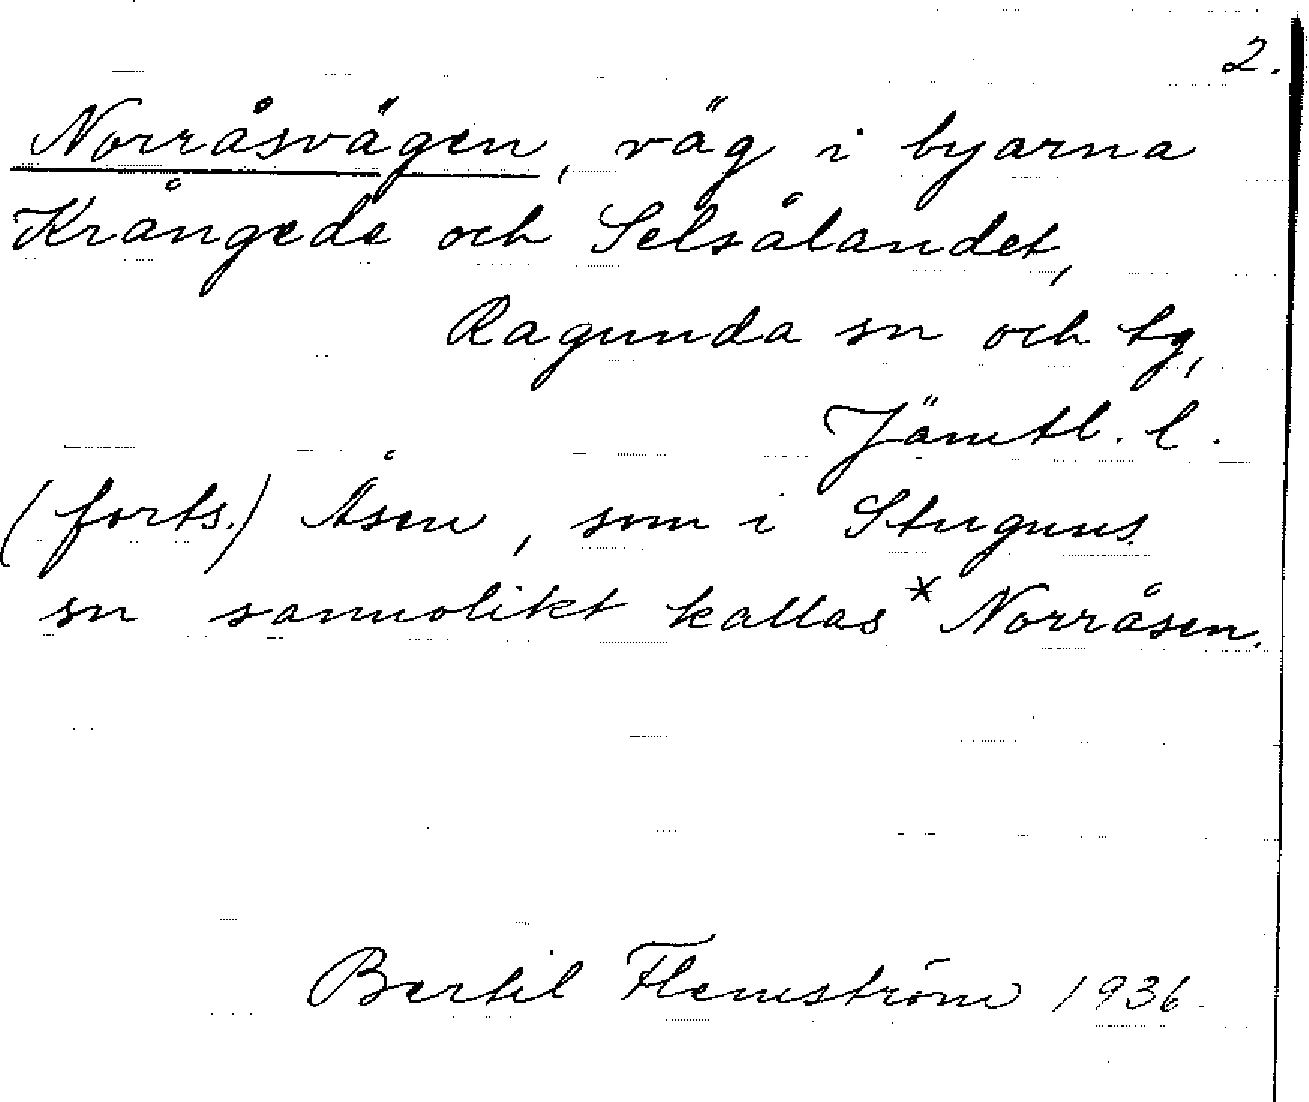 2.
Norråsvägen, väg i byarna
Krångede och Selsålandet,
Ragunda sn och tg,
Jämtl. l.
(forts.) Åsen, som i Stuguns
sn sannolikt kallas * Norråsen.
Bertil Flemström 1936.